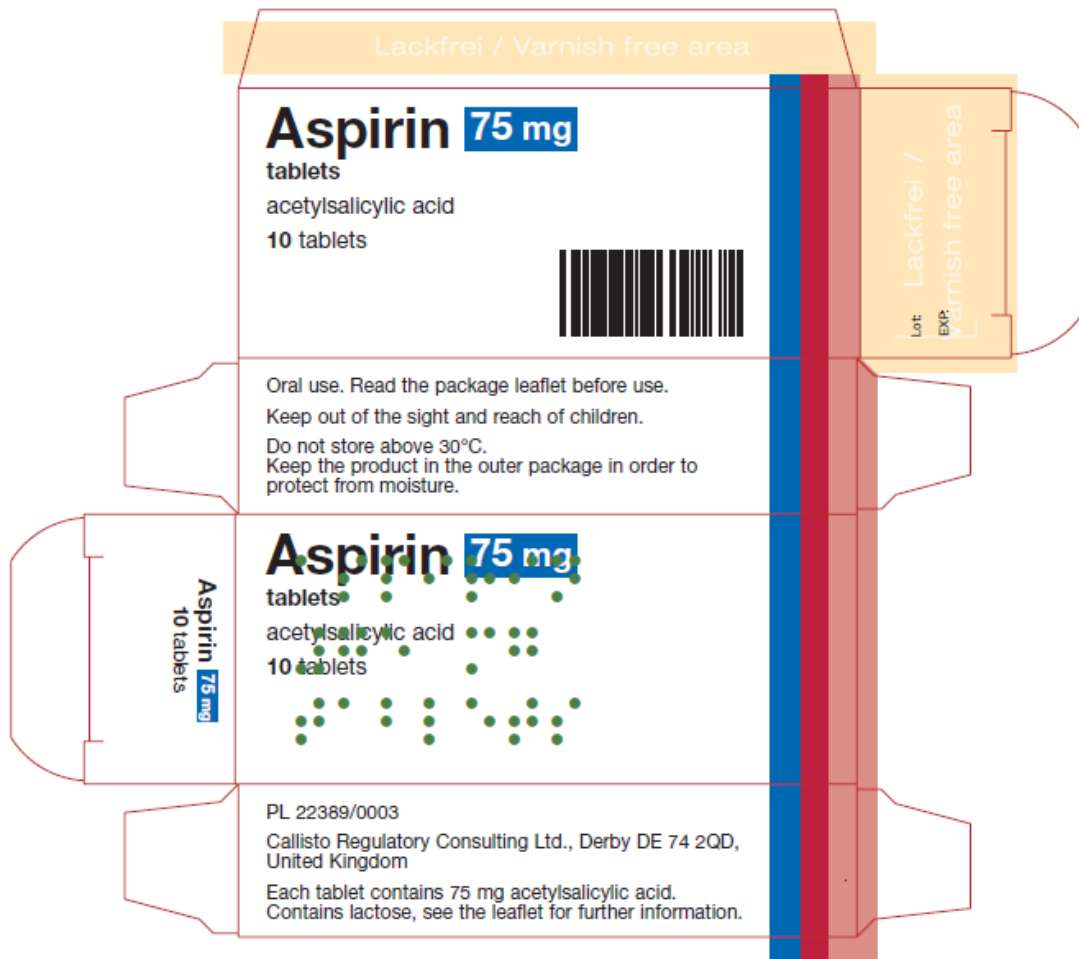 Lackfrei / Varnish free area
Aspirin 75 mg
tablets
acetylsalicylic acid
10 tablets
Lackfrei /
Varnish free area
Lot:
EXP:
Oral use. Read the package leaflet before use.
Keep out of the sight and reach of children.
Do not store above 30°C.
Keep the product in the outer package in order to
protect from moisture.
Aspirin 75 mg
tablets
acetylsalicylic acid
10 tablets
Aspirin 75 mg
10 tablets
PL 22389/0003
Callisto Regulatory Consulting Ltd., Derby DE 74 2QD,
United Kingdom
Each tablet contains 75 mg acetylsalicylic acid.
Contains lactose, see the leaflet for further information.